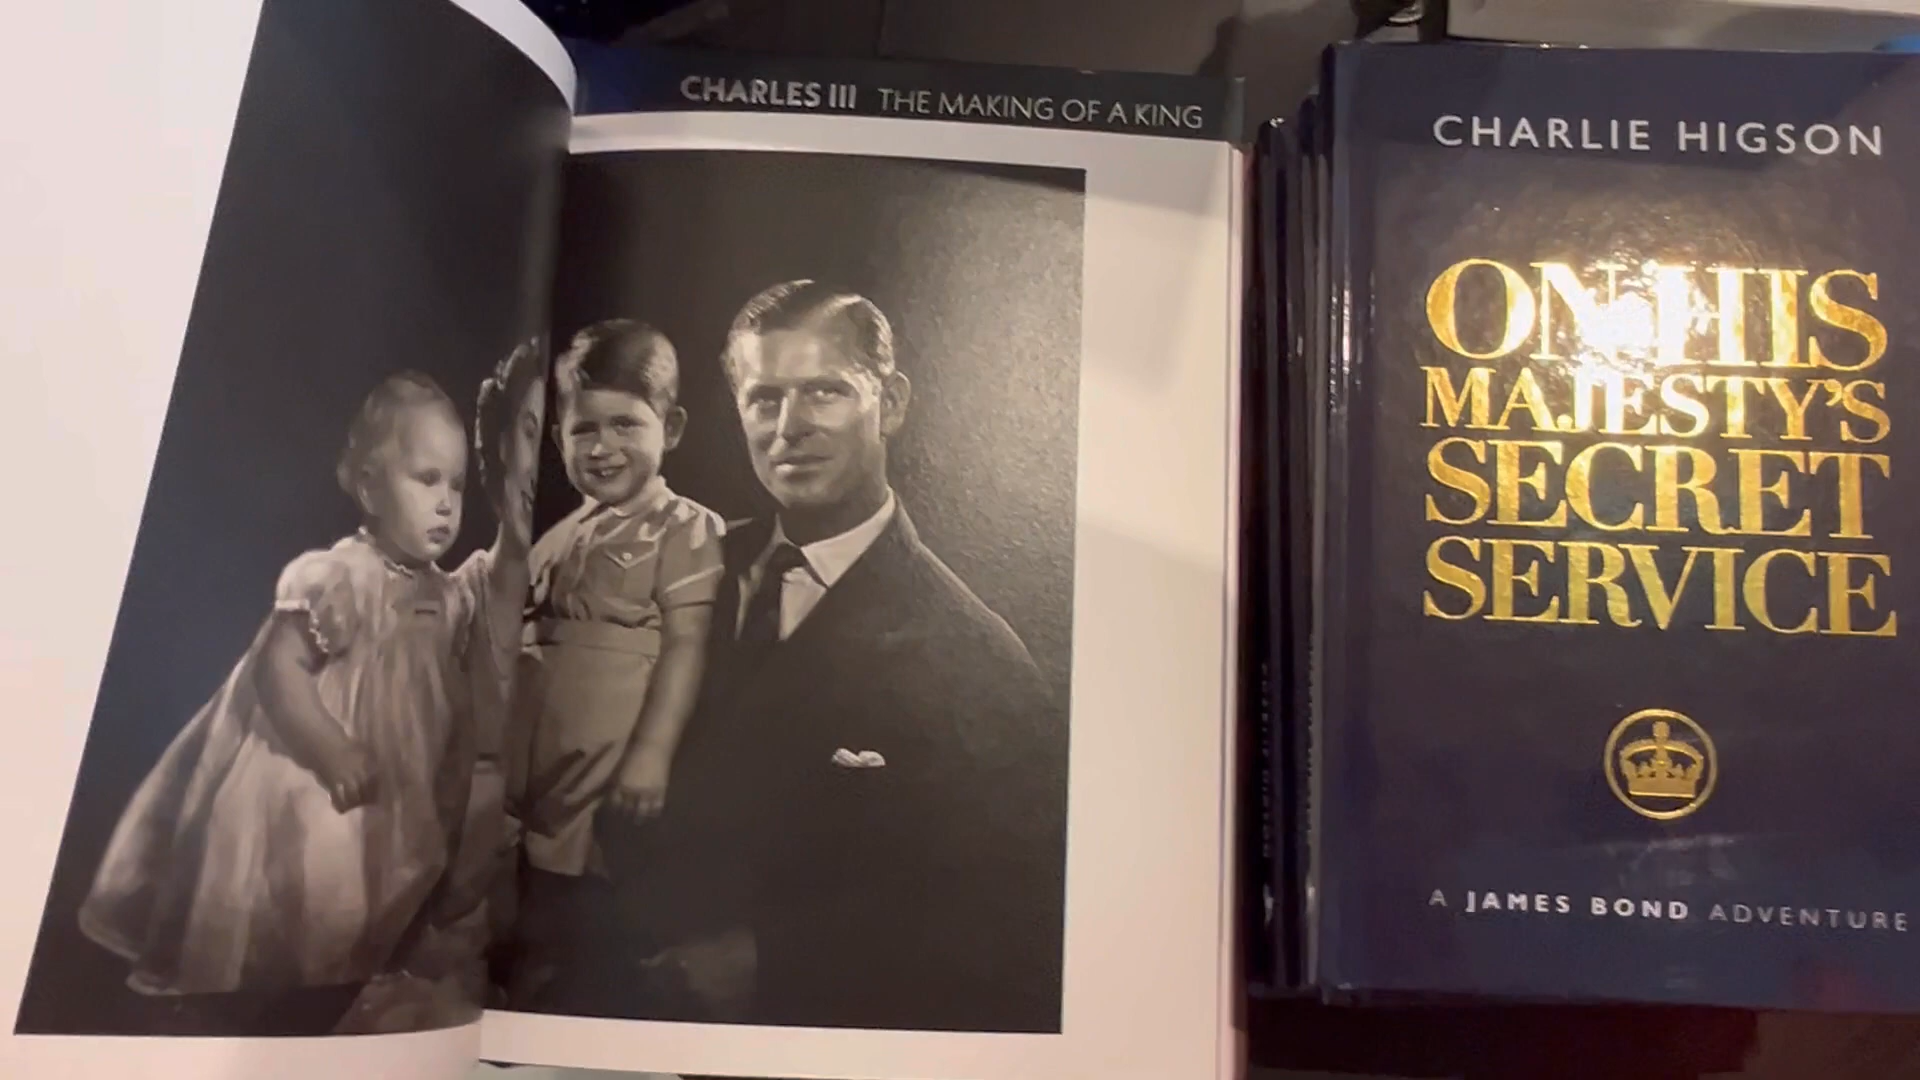 CHARLES III THE MAKING OF A KING
CHARLIE HIGSON
ON HIS
MAJESTY'S
SECRET
SERVICE
A JAMES BOND ADVENTURE